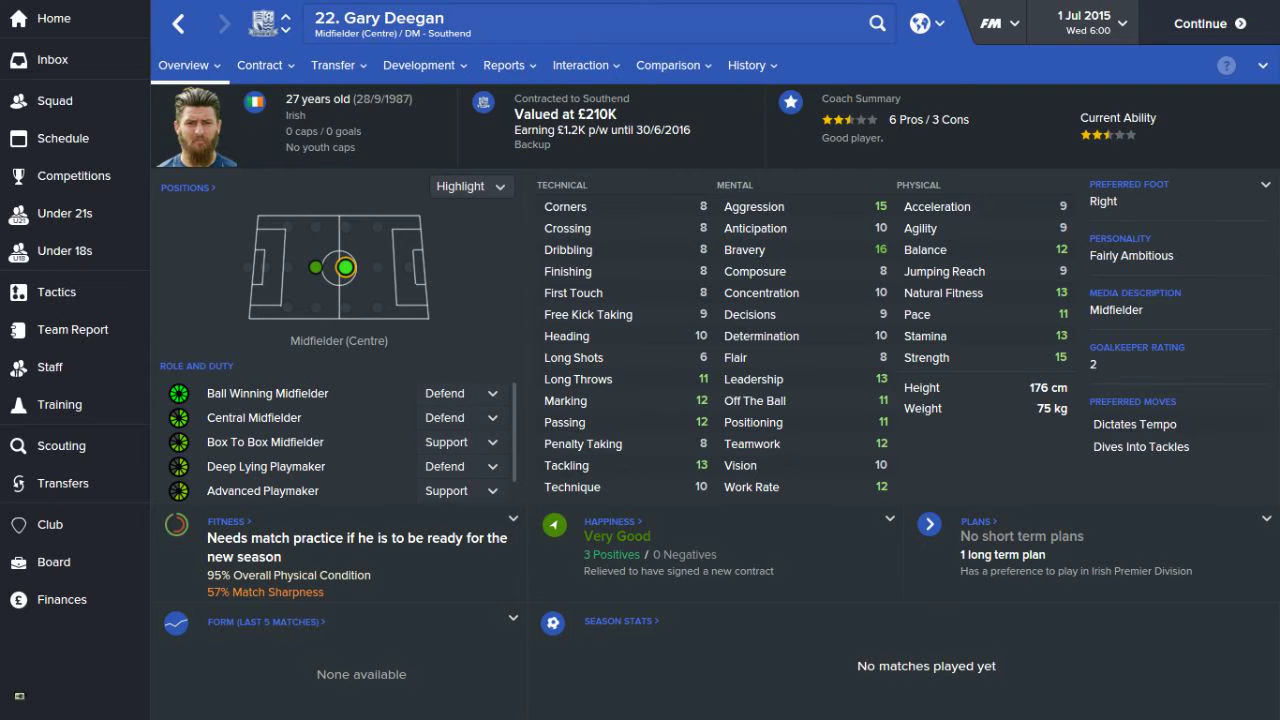 Home
Inbox
Squad
Schedule
Competitions
Under 21s
Under 18s
Tactics
Team Report
Staff
Training
Scouting
Transfers
Club
Board
Finances
22. Gary Deegan
Midfielder (Centre) / DM - Southend
FM
1 Jul 2015
Wed 6:00
Continue
Overview Contract Transfer Development Reports Interaction Comparison History
?
27 years old (28/9/1987)
Irish
0 caps / 0 goals
No youth caps
Contracted to Southend
Valued at £210K
Earning £1.2K p/w until 30/6/2016
Backup
Coach Summary
6 Pros / 3 Cons
Good player.
Current Ability
POSITIONS >
Highlight
Midfielder (Centre)
ROLE AND DUTY
Ball Winning Midfielder Defend
Central Midfielder Defend
Box To Box Midfielder Support
Deep Lying Playmaker Defend
Advanced Playmaker Support
TECHNICAL
Corners 8
Crossing 8
Dribbling 8
Finishing 8
First Touch 8
Free Kick Taking 9
Heading 10
Long Shots 6
Long Throws 11
Marking 12
Passing 12
Penalty Taking 8
Tackling 13
Technique 10
MENTAL
Aggression 15
Anticipation 10
Bravery 16
Composure 8
Concentration 10
Decisions 9
Determination 10
Flair 8
Leadership 13
Off The Ball 11
Positioning 11
Teamwork 12
Vision 10
Work Rate 12
PHYSICAL
Acceleration 9
Agility 9
Balance 12
Jumping Reach 9
Natural Fitness 13
Pace 11
Stamina 13
Strength 15
Height 176 cm
Weight 75 kg
PREFERRED FOOT
Right
PERSONALITY
Fairly Ambitious
MEDIA DESCRIPTION
Midfielder
GOALKEEPER RATING
2
PREFERRED MOVES
Dictates Tempo
Dives Into Tackles
FITNESS >
Needs match practice if he is to be ready for the
new season
95% Overall Physical Condition
57% Match Sharpness
HAPPINESS >
Very Good
3 Positives / 0 Negatives
Relieved to have signed a new contract
PLANS >
No short term plans
1 long term plan
Has a preference to play in Irish Premier Division
FORM (LAST 5 MATCHES) >
None available
SEASON STATS >
No matches played yet